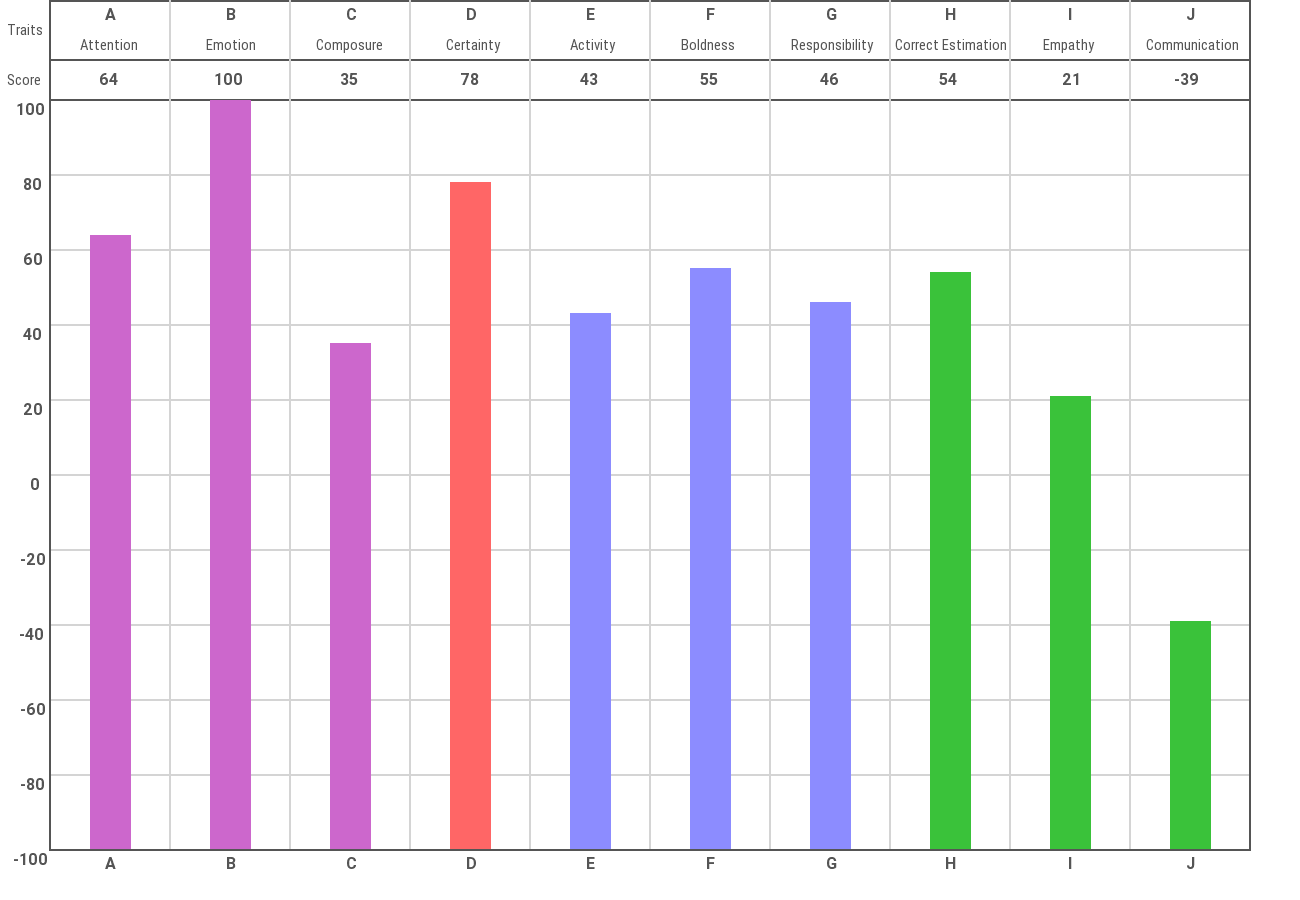 A B C D E F G H I J
Traits
Attention Emotion Composure Certainty Activity Boldness Responsibility Correct Estimation Empathy Communication
Score 64 100 35 78 43 55 46 54 21 -39
100
80
60
40
20
0
-20
-40
-60
-80
-100
A B C D E F G H I J